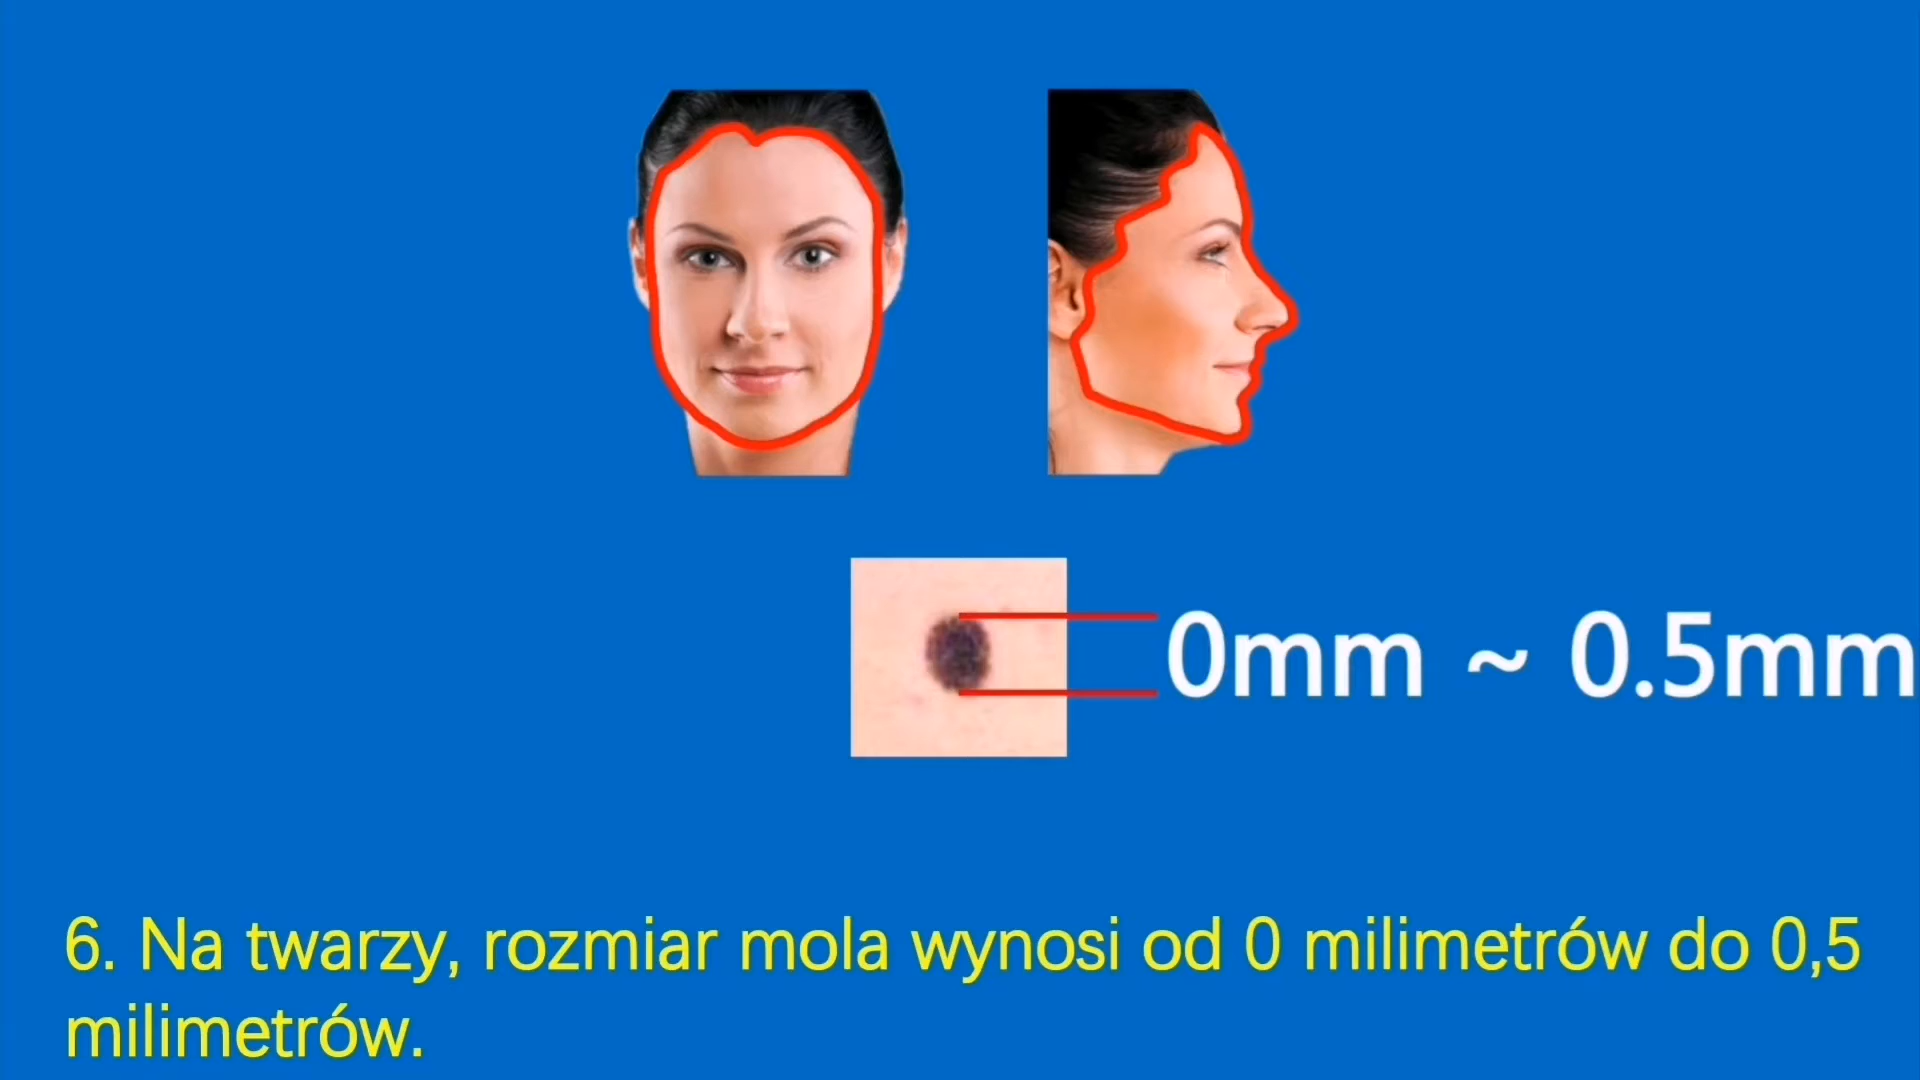 0mm ~ 0.5mm
6. Na twarzy, rozmiar mola wynosi od 0 milimetrów do 0,5
milimetrów.